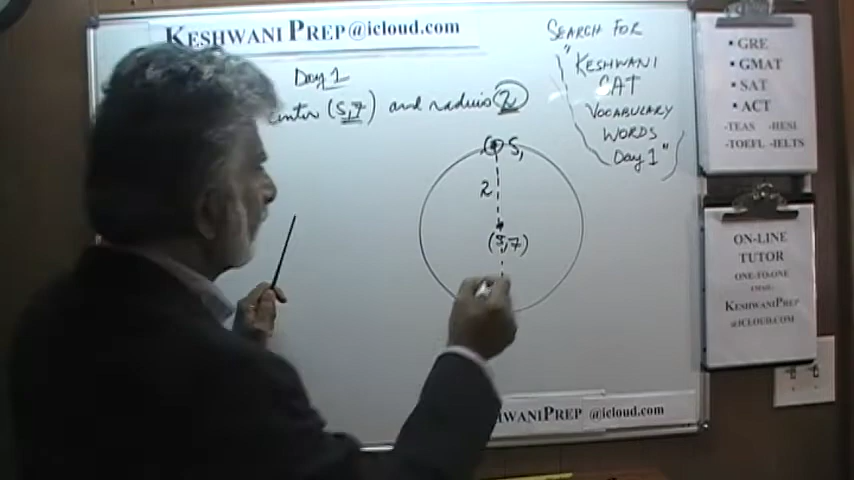 KESHWANI PREP@iCLOUD.COM
Day 1
center (5,7) and radius 2
SEARCH FOR
"KESHWANI
CAT
VOCABULARY
WORDS
Day 1"
5,
2
(5,7)
• GRE
• GMAT
• SAT
• ACT
-TEAS -HESI
-TOEFL -IELTS
ON-LINE
TUTOR
ONE-TO-ONE
EMAIL:
KESHWANIPREP
@ICLOUD.COM
HWANIPREP @icloud.com